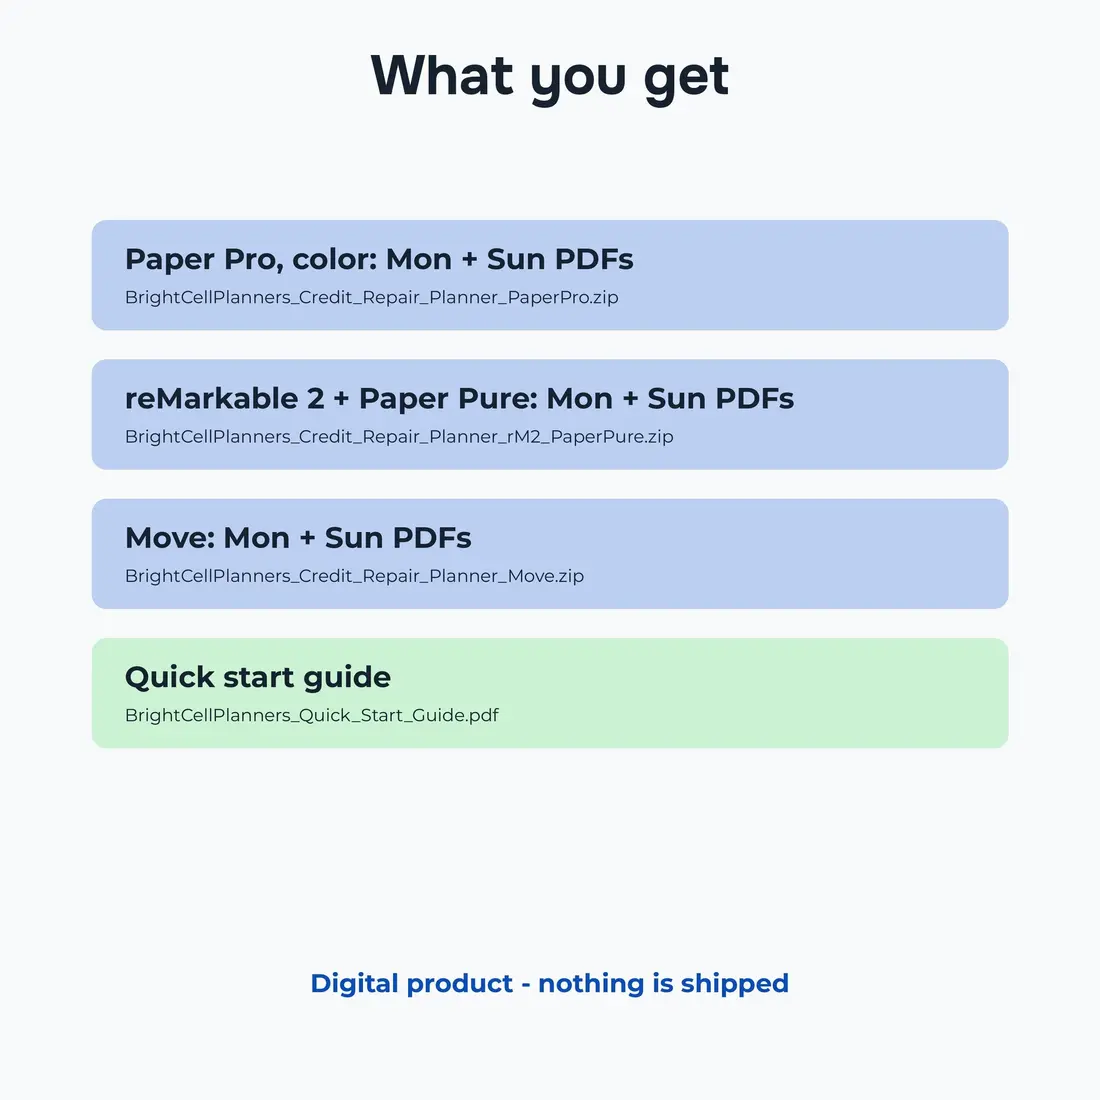 What you get
Paper Pro, color: Mon + Sun PDFs
BrightCellPlanners_Credit_Repair_Planner_PaperPro.zip
reMarkable 2 + Paper Pure: Mon + Sun PDFs
BrightCellPlanners_Credit_Repair_Planner_rM2_PaperPure.zip
Move: Mon + Sun PDFs
BrightCellPlanners_Credit_Repair_Planner_Move.zip
Quick start guide
BrightCellPlanners_Quick_Start_Guide.pdf
Digital product - nothing is shipped